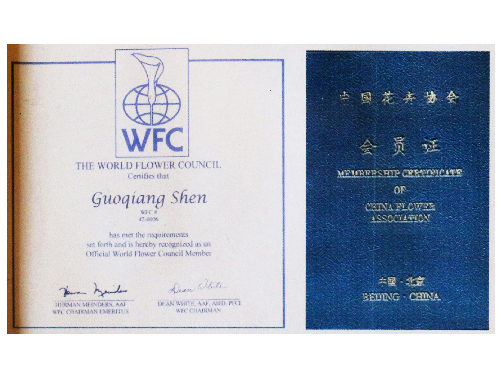 WFC
THE WORLD FLOWER COUNCIL
Certifies that
Guoqiang Shen
WFC #
has met the requirements
set forth and is hereby recognized as an
Official World Flower Council Member
HERMAN MEINDERS, AAF
WFC CHAIRMAN EMERITUS
DEAN WHITE, AAF, AIFD, PFCI
WFC CHAIRMAN
中国花卉协会
会员证
MEMBERSHIP CERTIFICATE
OF
CHINA FLOWER
ASSOCIATION
中国·北京
BEIJING · CHINA